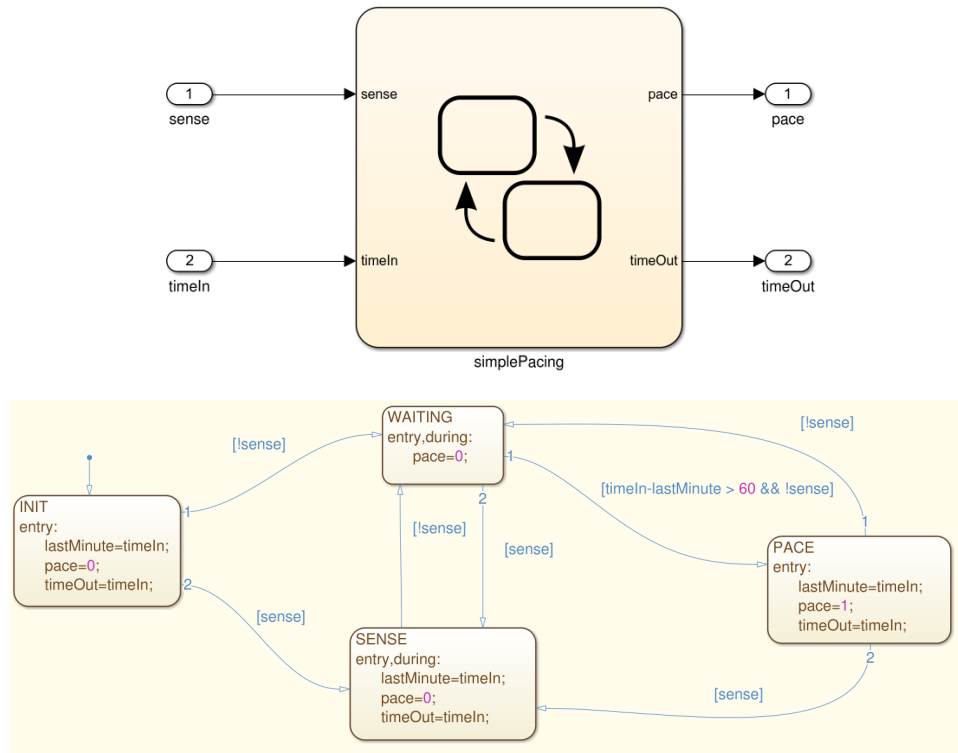 1
sense
2
timeIn
sense
timeIn
pace
timeOut
1
pace
2
timeOut
simplePacing
WAITING
entry,during:
pace=0;
[!sense]
[!sense]
1
2
[timeIn-lastMinute > 60 && !sense]
INIT
entry:
lastMinute=timeIn;
pace=0;
timeOut=timeIn;
1
2
[!sense]
[sense]
[sense]
PACE
entry:
lastMinute=timeIn;
pace=1;
timeOut=timeIn;
1
2
SENSE
entry,during:
lastMinute=timeIn;
pace=0;
timeOut=timeIn;
[sense]